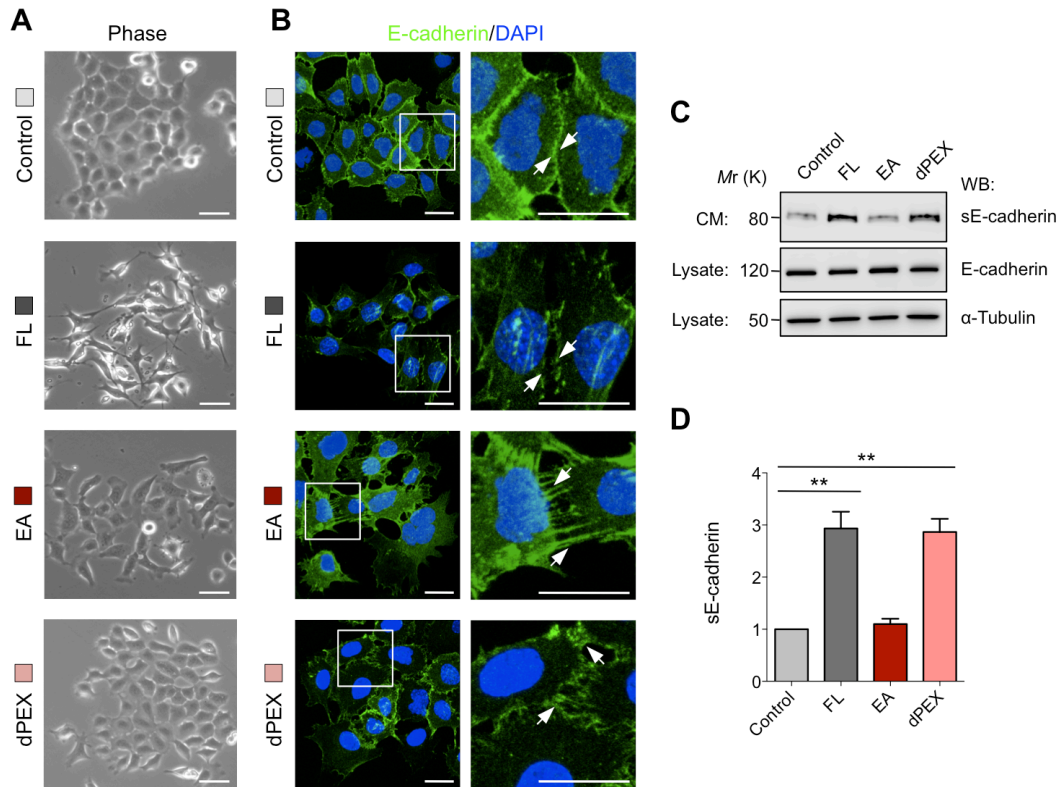 A
Phase
Control
FL
EA
dPEX
B
E-cadherin/DAPI
Control
FL
EA
dPEX
C
Control FL EA dPEX
Mr (K) WB:
CM: 80 sE-cadherin
Lysate: 120 E-cadherin
Lysate: 50 α-Tubulin
D
**
**
sE-cadherin
4
3
2
1
0
Control FL EA dPEX